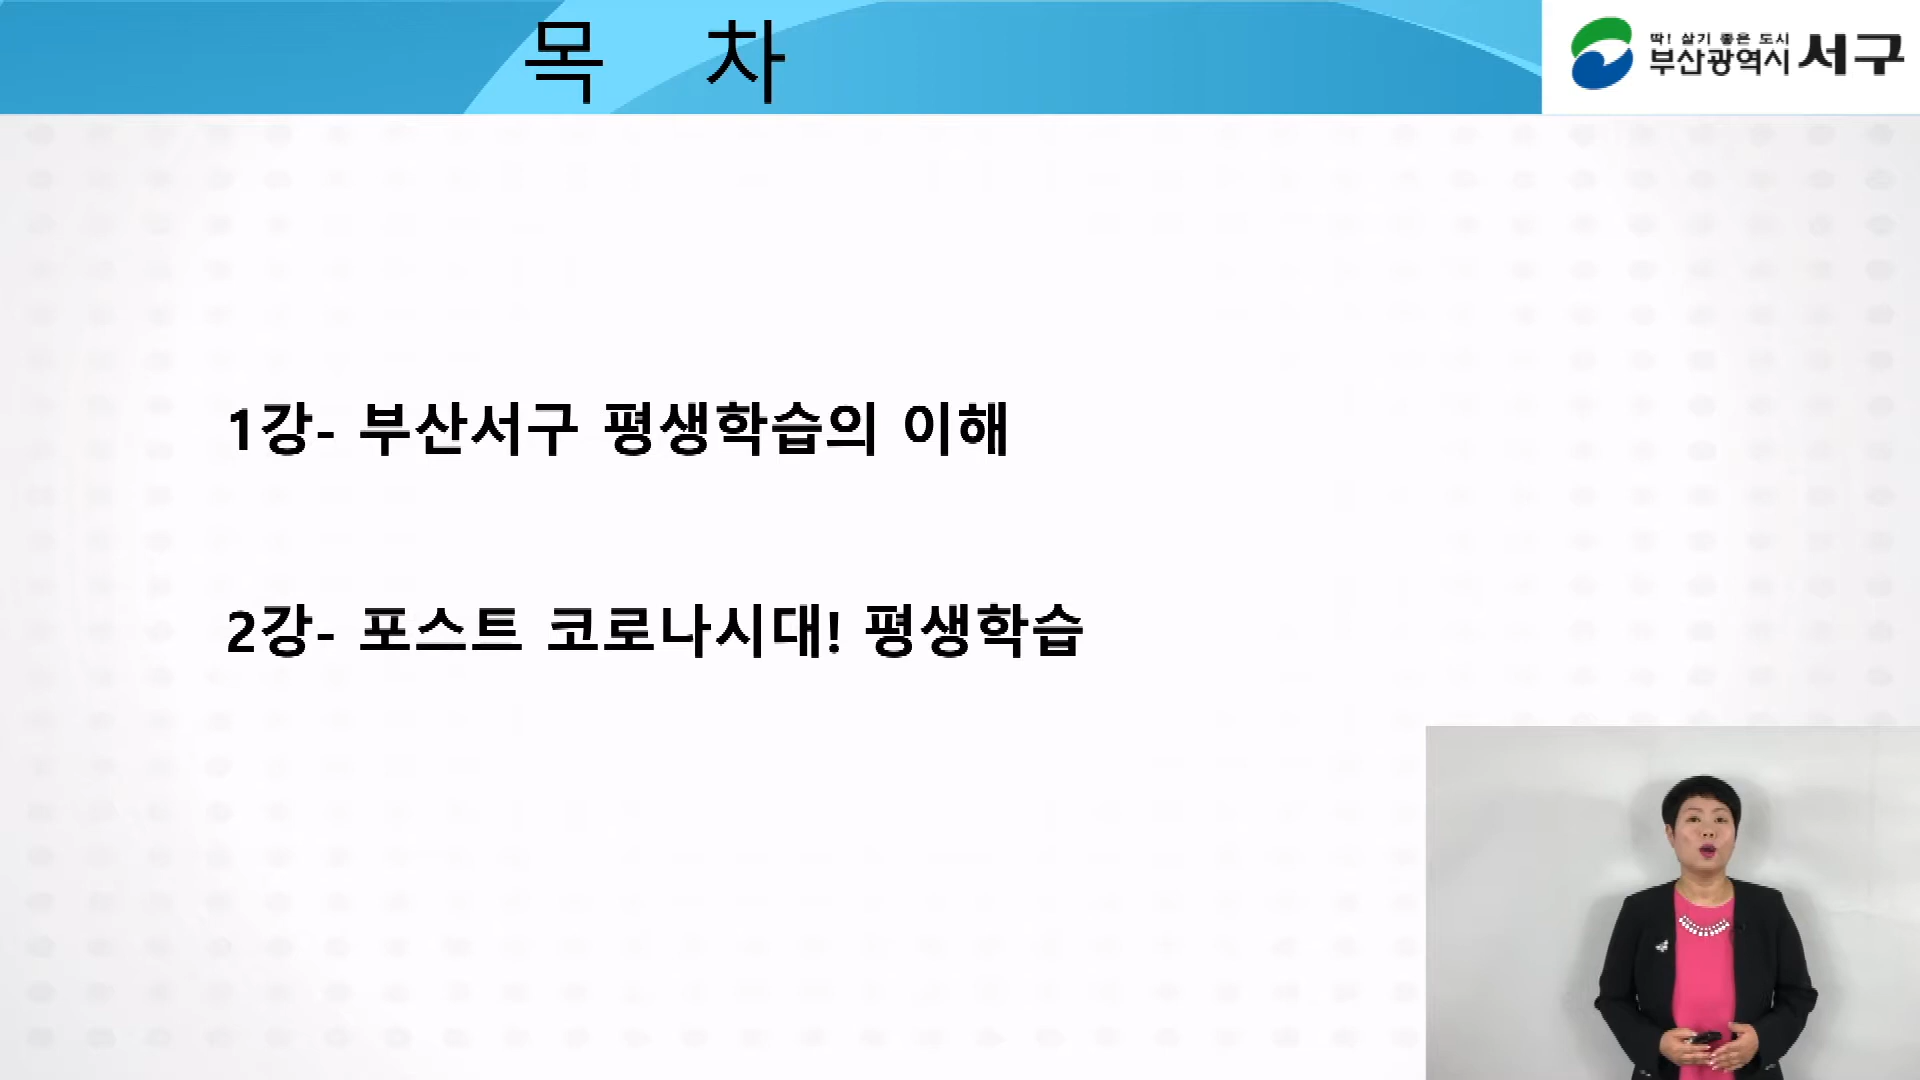 목 차
딱! 살기 좋은 도시
부산광역시 서구
1강- 부산서구 평생학습의 이해
2강- 포스트 코로나시대! 평생학습